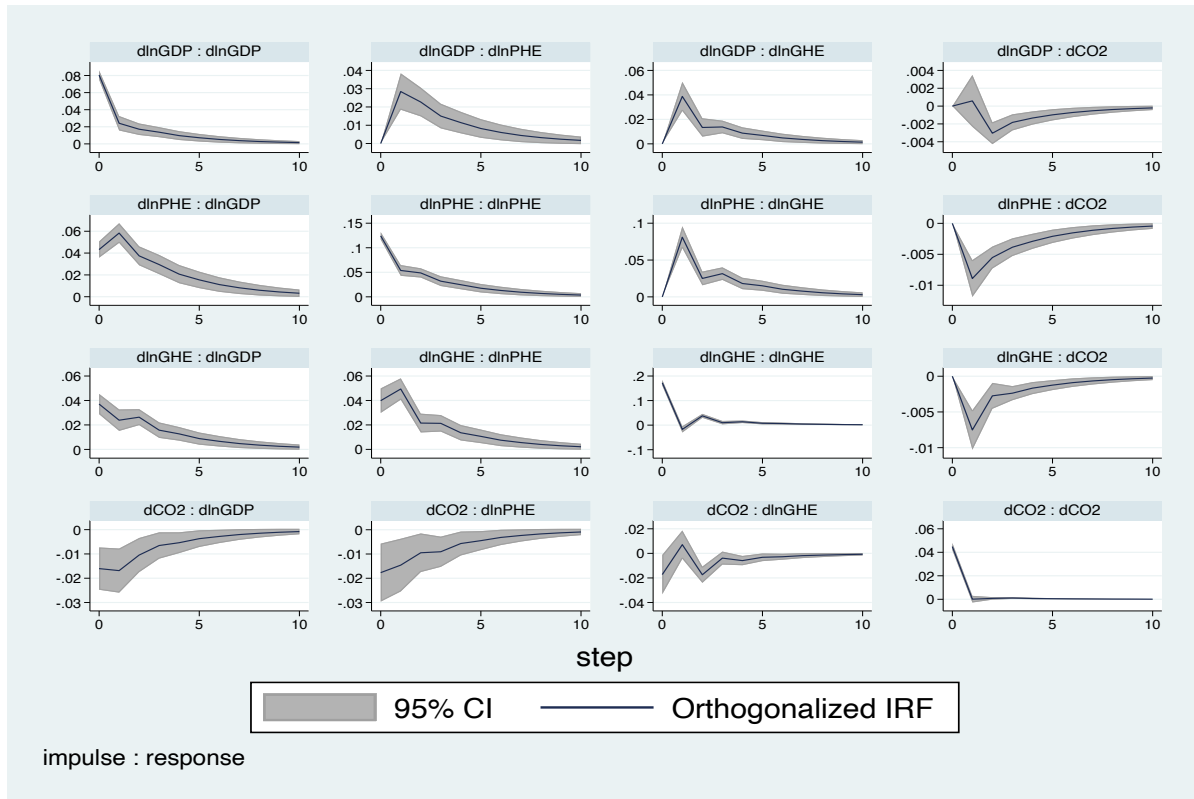 dlnGDP : dlnGDP
.08
.06
.04
.02
0
0 5 10
dlnGDP : dlnPHE
.04
.03
.02
.01
0
0 5 10
dlnGDP : dlnGHE
.06
.04
.02
0
0 5 10
dlnGDP : dCO2
.004
.002
0
-.002
-.004
0 5 10
dlnPHE : dlnGDP
.06
.04
.02
0
0 5 10
dlnPHE : dlnPHE
.15
.1
.05
0
0 5 10
dlnPHE : dlnGHE
.1
.05
0
0 5 10
dlnPHE : dCO2
0
-.005
-.01
0 5 10
dlnGHE : dlnGDP
.06
.04
.02
0
0 5 10
dlnGHE : dlnPHE
.06
.04
.02
0
0 5 10
dlnGHE : dlnGHE
.2
.1
0
-.1
0 5 10
dlnGHE : dCO2
0
-.005
-.01
0 5 10
dCO2 : dlnGDP
0
-.01
-.02
-.03
0 5 10
dCO2 : dlnPHE
0
-.01
-.02
-.03
0 5 10
dCO2 : dlnGHE
.02
0
-.02
-.04
0 5 10
dCO2 : dCO2
.06
.04
.02
0
0 5 10
step
95% CI Orthogonalized IRF
impulse : response